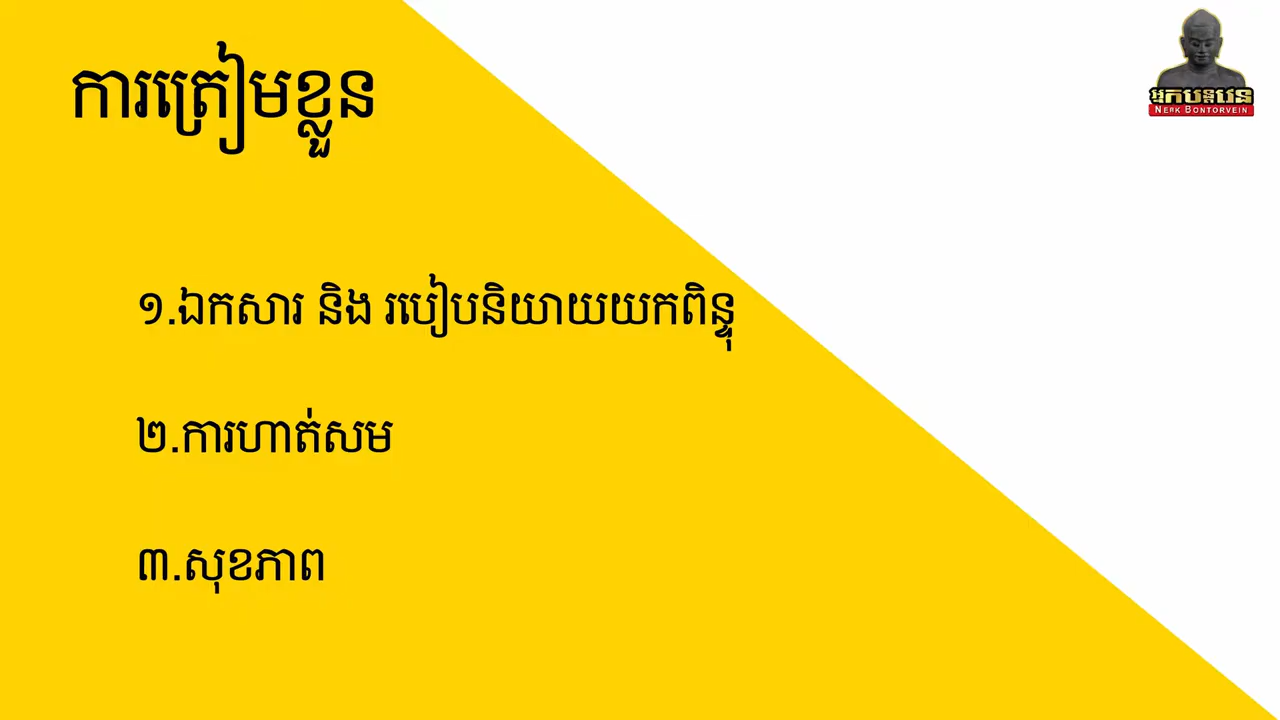 ការត្រៀមខ្លួន
អ្នកបន្តវេន
NEAK BONTORVEIN
១.ឯកសារ និង របៀបនិយាយយកពិន្ទុ
២.ការហាត់សម
៣.សុខភាព